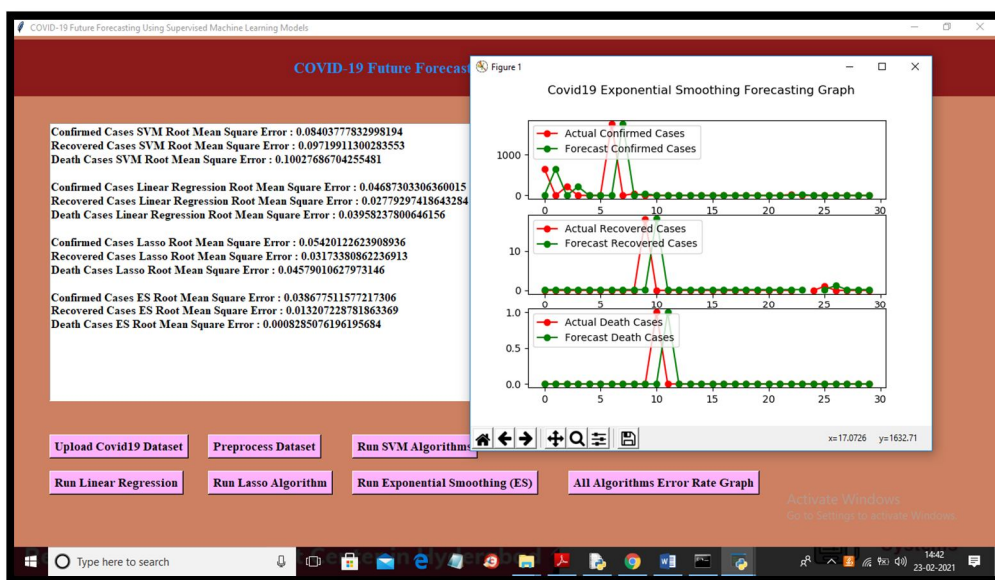 COVID-19 Future Forecasting Using Supervised Machine Learning Models
COVID-19 Future Forecast
Confirmed Cases SVM Root Mean Square Error : 0.08403777832998194
Recovered Cases SVM Root Mean Square Error : 0.09719911300283553
Death Cases SVM Root Mean Square Error : 0.10027686704255481
Confirmed Cases Linear Regression Root Mean Square Error : 0.04687303306360015
Recovered Cases Linear Regression Root Mean Square Error : 0.02779297418643284
Death Cases Linear Regression Root Mean Square Error : 0.03958237800646156
Confirmed Cases Lasso Root Mean Square Error : 0.05420122623908936
Recovered Cases Lasso Root Mean Square Error : 0.03173380862236913
Death Cases Lasso Root Mean Square Error : 0.04579010627973146
Confirmed Cases ES Root Mean Square Error : 0.038677511577217306
Recovered Cases ES Root Mean Square Error : 0.013207228781863369
Death Cases ES Root Mean Square Error : 0.0008285076196195684
Figure 1
Covid19 Exponential Smoothing Forecasting Graph
Actual Confirmed Cases
Forecast Confirmed Cases
1000
0
0 5 10 15 20 25 30
Actual Recovered Cases
Forecast Recovered Cases
10
0
0 5 10 15 20 25 30
Actual Death Cases
Forecast Death Cases
1.0
0.5
0.0
0 5 10 15 20 25 30
x=17.0726 y=1632.71
Upload Covid19 Dataset
Preprocess Dataset
Run SVM Algorithms
Run Linear Regression
Run Lasso Algorithm
Run Exponential Smoothing (ES)
All Algorithms Error Rate Graph
Activate Windows
Go to Settings to activate Windows.
Type here to search
14:42
23-02-2021